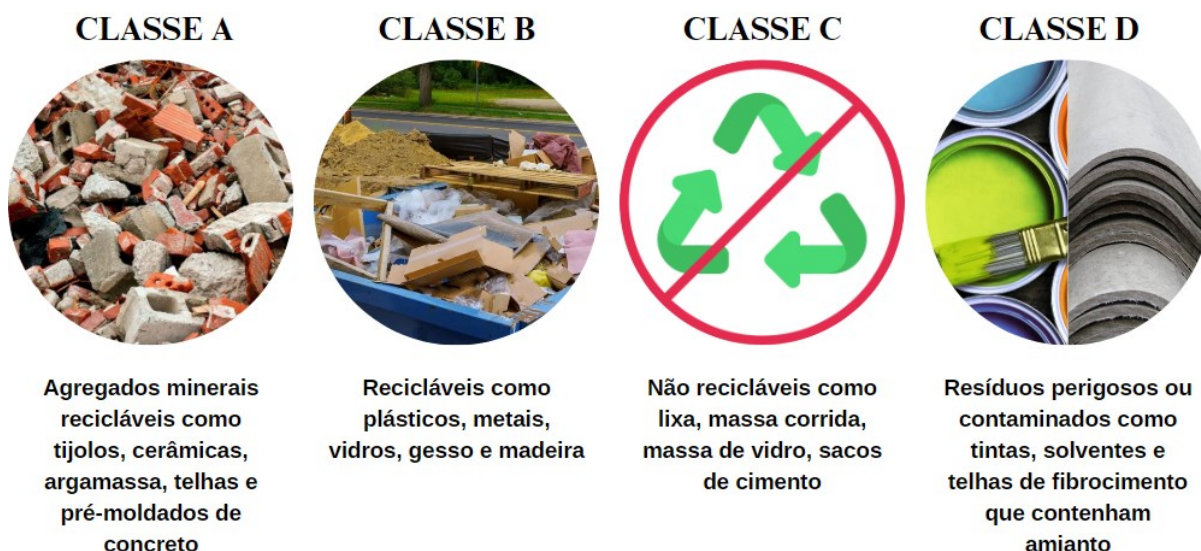 CLASSE A
Agregados minerais
recicláveis como
tijolos, cerâmicas,
argamassa, telhas e
pré-moldados de
concreto
CLASSE B
Recicláveis como
plásticos, metais,
vidros, gesso e madeira
CLASSE C
Não recicláveis como
lixa, massa corrida,
massa de vidro, sacos
de cimento
CLASSE D
Resíduos perigosos ou
contaminados como
tintas, solventes e
telhas de fibrocimento
que contenham
amianto